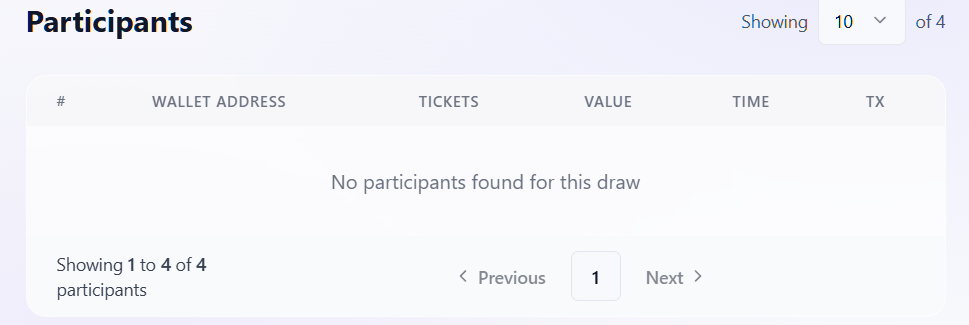 Participants
Showing 10 of 4
# WALLET ADDRESS TICKETS VALUE TIME TX
No participants found for this draw
Showing 1 to 4 of 4
participants
Previous 1 Next